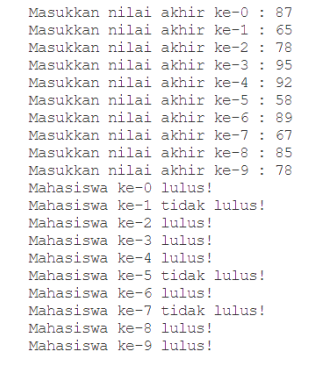 Masukkan nilai akhir ke-0 : 87
Masukkan nilai akhir ke-1 : 65
Masukkan nilai akhir ke-2 : 78
Masukkan nilai akhir ke-3 : 95
Masukkan nilai akhir ke-4 : 92
Masukkan nilai akhir ke-5 : 58
Masukkan nilai akhir ke-6 : 89
Masukkan nilai akhir ke-7 : 67
Masukkan nilai akhir ke-8 : 85
Masukkan nilai akhir ke-9 : 78
Mahasiswa ke-0 lulus!
Mahasiswa ke-1 tidak lulus!
Mahasiswa ke-2 lulus!
Mahasiswa ke-3 lulus!
Mahasiswa ke-4 lulus!
Mahasiswa ke-5 tidak lulus!
Mahasiswa ke-6 lulus!
Mahasiswa ke-7 tidak lulus!
Mahasiswa ke-8 lulus!
Mahasiswa ke-9 lulus!